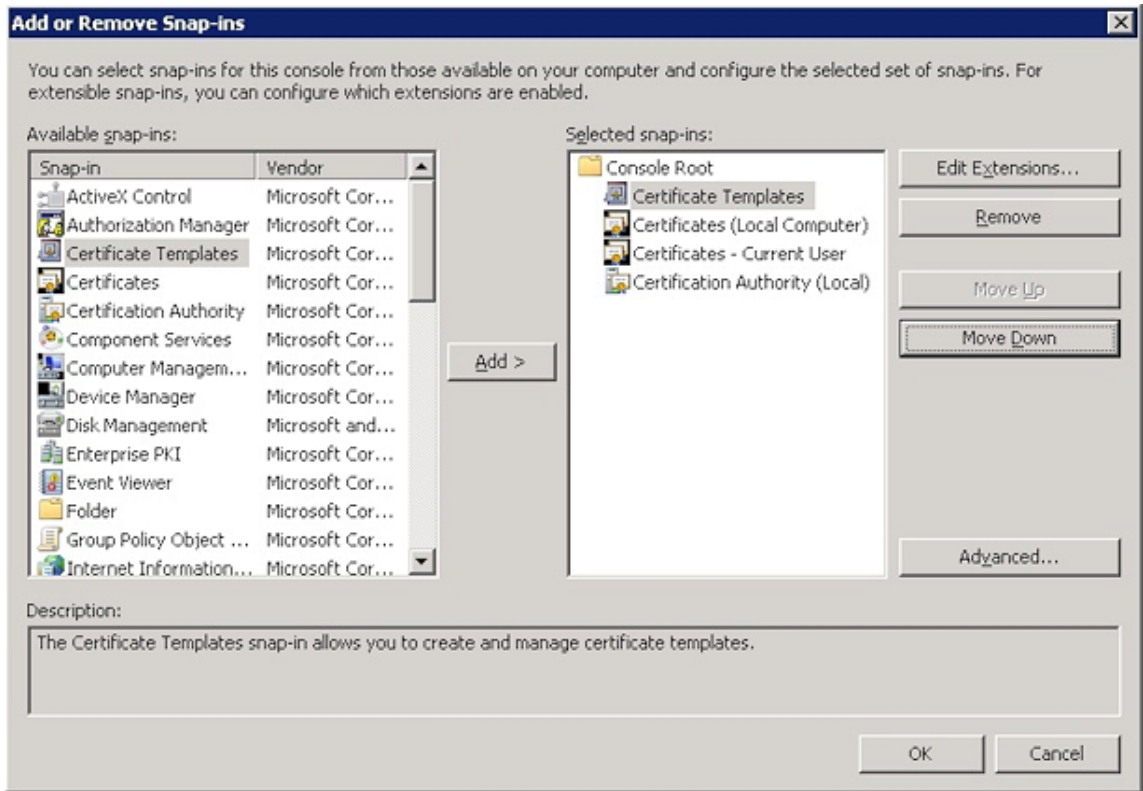 Add or Remove Snap-ins
You can select snap-ins for this console from those available on your computer and configure the selected set of snap-ins. For
extensible snap-ins, you can configure which extensions are enabled.
Available snap-ins:
Snap-in Vendor
ActiveX Control Microsoft Cor...
Authorization Manager Microsoft Cor...
Certificate Templates Microsoft Cor...
Certificates Microsoft Cor...
Certification Authority Microsoft Cor...
Component Services Microsoft Cor...
Computer Managem... Microsoft Cor...
Device Manager Microsoft Cor...
Disk Management Microsoft and...
Enterprise PKI Microsoft Cor...
Event Viewer Microsoft Cor...
Folder Microsoft Cor...
Group Policy Object ... Microsoft Cor...
Internet Information... Microsoft Cor...
Add >
Selected snap-ins:
Console Root
Certificate Templates
Certificates (Local Computer)
Certificates - Current User
Certification Authority (Local)
Edit Extensions...
Remove
Move Up
Move Down
Advanced...
Description:
The Certificate Templates snap-in allows you to create and manage certificate templates.
OK Cancel